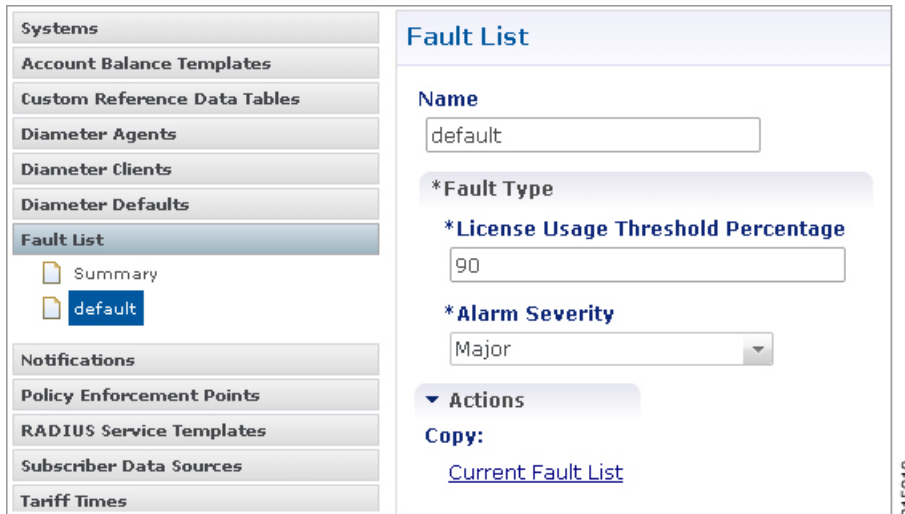 Systems
Account Balance Templates
Custom Reference Data Tables
Diameter Agents
Diameter Clients
Diameter Defaults
Fault List
Summary
default
Notifications
Policy Enforcement Points
RADIUS Service Templates
Subscriber Data Sources
Tariff Times
Fault List
Name
default
*Fault Type
*License Usage Threshold Percentage
90
*Alarm Severity
Major
Actions
Copy:
Current Fault List